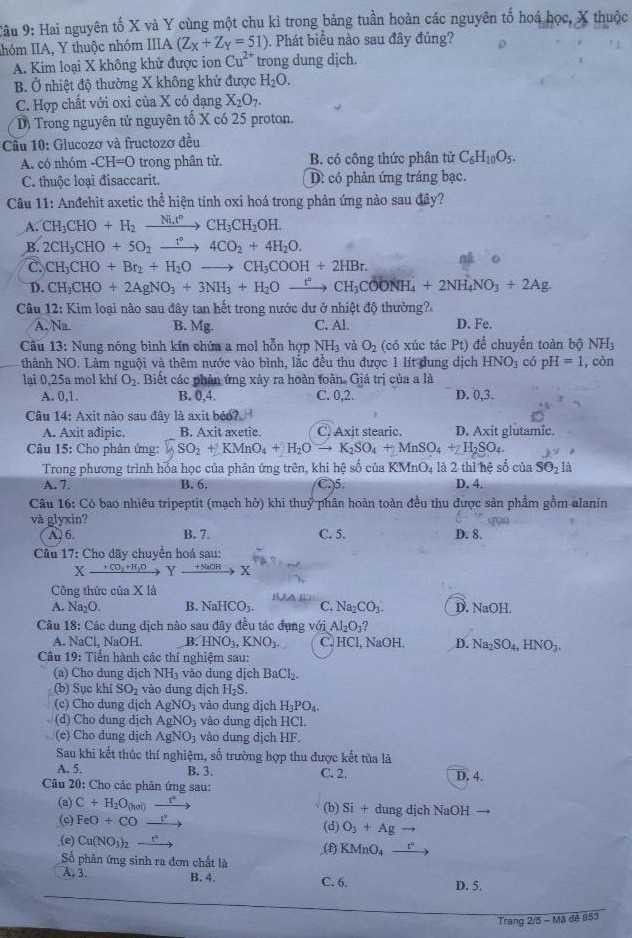 Câu 9: Hai nguyên tố X và Y cùng một chu kì trong bảng tuần hoàn các nguyên tố hoá học, X thuộc
nhóm IIA, Y thuộc nhóm IIIA (Z_X + Z_Y = 51). Phát biểu nào sau đây đúng?
A. Kim loại X không khử được ion Cu²⁺ trong dung dịch.
B. Ở nhiệt độ thường X không khử được H₂O.
C. Hợp chất với oxi của X có dạng X₂O₇.
D. Trong nguyên tử nguyên tố X có 25 proton.
Câu 10: Glucozơ và fructozơ đều
A. có nhóm -CH=O trong phân tử. B. có công thức phân tử C₆H₁₀O₅.
C. thuộc loại đisaccarit. D. có phản ứng tráng bạc.
Câu 11: Anđehit axetic thể hiện tính oxi hoá trong phản ứng nào sau đây?
A. CH₃CHO + H₂ —Ni,t°→ CH₃CH₂OH.
B. 2CH₃CHO + 5O₂ —t°→ 4CO₂ + 4H₂O.
C. CH₃CHO + Br₂ + H₂O → CH₃COOH + 2HBr.
D. CH₃CHO + 2AgNO₃ + 3NH₃ + H₂O —t°→ CH₃COONH₄ + 2NH₄NO₃ + 2Ag.
Câu 12: Kim loại nào sau đây tan hết trong nước dư ở nhiệt độ thường?
A. Na. B. Mg. C. Al. D. Fe.
Câu 13: Nung nóng bình kín chứa a mol hỗn hợp NH₃ và O₂ (có xúc tác Pt) để chuyển toàn bộ NH₃
thành NO. Làm nguội và thêm nước vào bình, lắc đều thu được 1 lít dung dịch HNO₃ có pH = 1, còn
lại 0,25a mol khí O₂. Biết các phản ứng xảy ra hoàn toàn. Giá trị của a là
A. 0,1. B. 0,4. C. 0,2. D. 0,3.
Câu 14: Axit nào sau đây là axit béo?
A. Axit ađipic. B. Axit axetic. C. Axit stearic. D. Axit glutamic.
Câu 15: Cho phản ứng: SO₂ + KMnO₄ + H₂O → K₂SO₄ + MnSO₄ + H₂SO₄.
Trong phương trình hóa học của phản ứng trên, khi hệ số của KMnO₄ là 2 thì hệ số của SO₂ là
A. 7. B. 6. C. 5. D. 4.
Câu 16: Có bao nhiêu tripeptit (mạch hở) khi thuỷ phân hoàn toàn đều thu được sản phẩm gồm alanin
và glyxin?
A. 6. B. 7. C. 5. D. 8.
Câu 17: Cho dãy chuyển hoá sau:
X —+CO₂+H₂O→ Y —+NaOH→ X
Công thức của X là
A. Na₂O. B. NaHCO₃. C. Na₂CO₃. D. NaOH.
Câu 18: Các dung dịch nào sau đây đều tác dụng với Al₂O₃?
A. NaCl, NaOH. B. HNO₃, KNO₃. C. HCl, NaOH. D. Na₂SO₄, HNO₃.
Câu 19: Tiến hành các thí nghiệm sau:
(a) Cho dung dịch NH₃ vào dung dịch BaCl₂.
(b) Sục khí SO₂ vào dung dịch H₂S.
(c) Cho dung dịch AgNO₃ vào dung dịch H₃PO₄.
(d) Cho dung dịch AgNO₃ vào dung dịch HCl.
(e) Cho dung dịch AgNO₃ vào dung dịch HF.
Sau khi kết thúc thí nghiệm, số trường hợp thu được kết tủa là
A. 5. B. 3. C. 2. D. 4.
Câu 20: Cho các phản ứng sau:
(a) C + H₂O₍hơi₎ —t°→ (b) Si + dung dịch NaOH →
(c) FeO + CO —t°→ (d) O₃ + Ag →
(e) Cu(NO₃)₂ —t°→ (f) KMnO₄ —t°→
Số phản ứng sinh ra đơn chất là
A. 3. B. 4. C. 6. D. 5.
Trang 2/5 – Mã đề 853